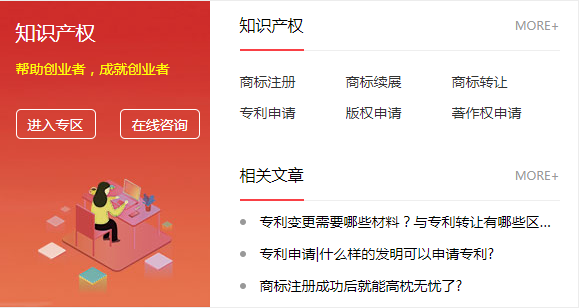 知识产权
帮助创业者，成就创业者
进入专区 在线咨询
知识产权 MORE+
商标注册 商标续展 商标转让
专利申请 版权申请 著作权申请
相关文章 MORE+
专利变更需要哪些材料？与专利转让有哪些区...
专利申请|什么样的发明可以申请专利?
商标注册成功后就能高枕无忧了?